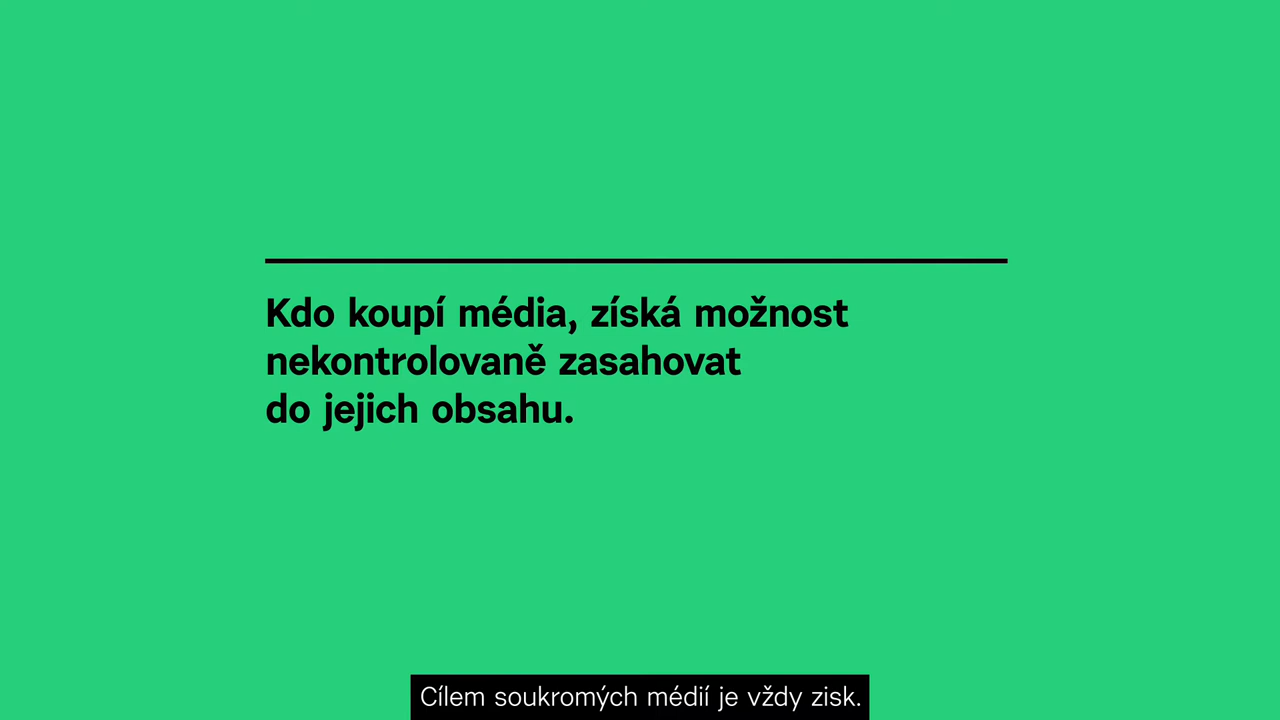 Kdo koupí média, získá možnost
nekontrolovaně zasahovat
do jejich obsahu.
Cílem soukromých médií je vždy zisk.